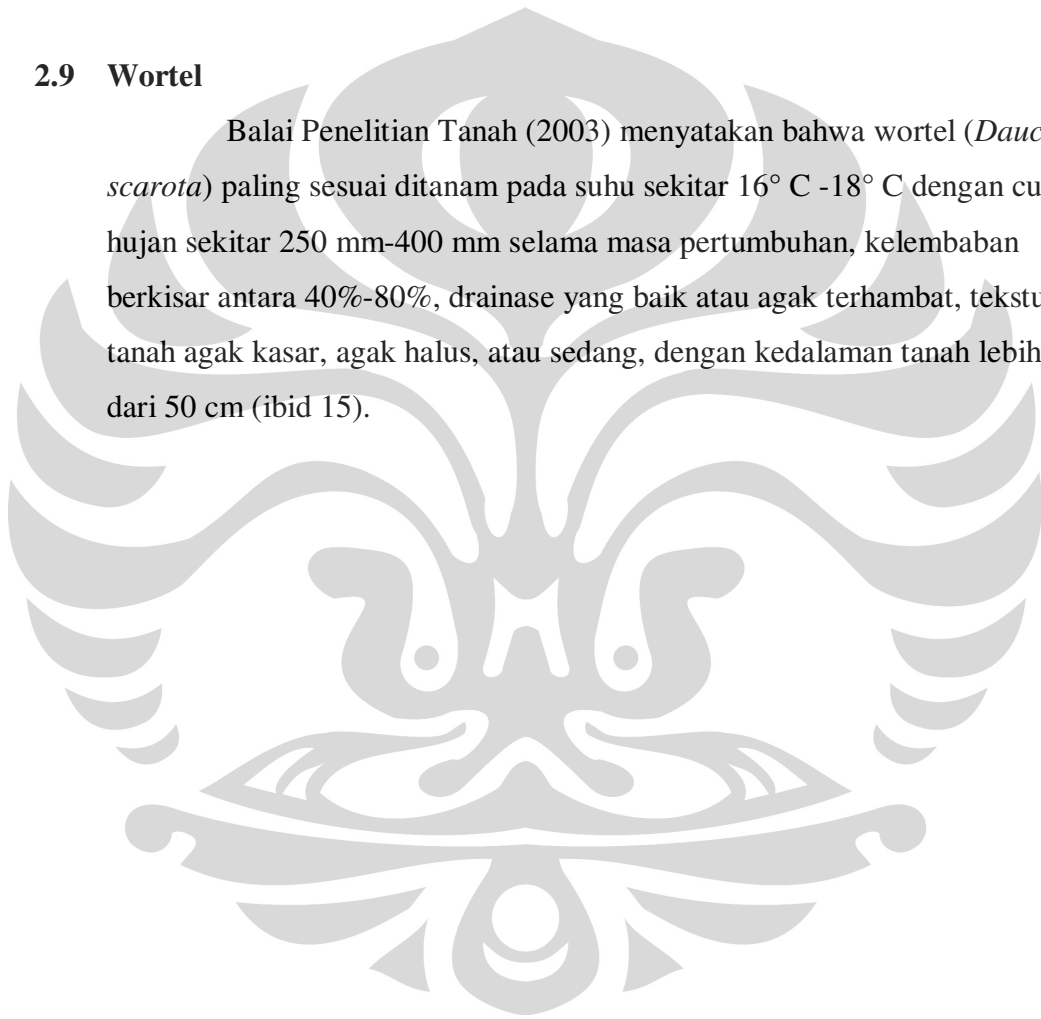 2.9 Wortel
Balai Penelitian Tanah (2003) menyatakan bahwa wortel (Dauc
scarota) paling sesuai ditanam pada suhu sekitar 16° C -18° C dengan cu
hujan sekitar 250 mm-400 mm selama masa pertumbuhan, kelembaban
berkisar antara 40%-80%, drainase yang baik atau agak terhambat, tekstu
tanah agak kasar, agak halus, atau sedang, dengan kedalaman tanah lebih
dari 50 cm (ibid 15).